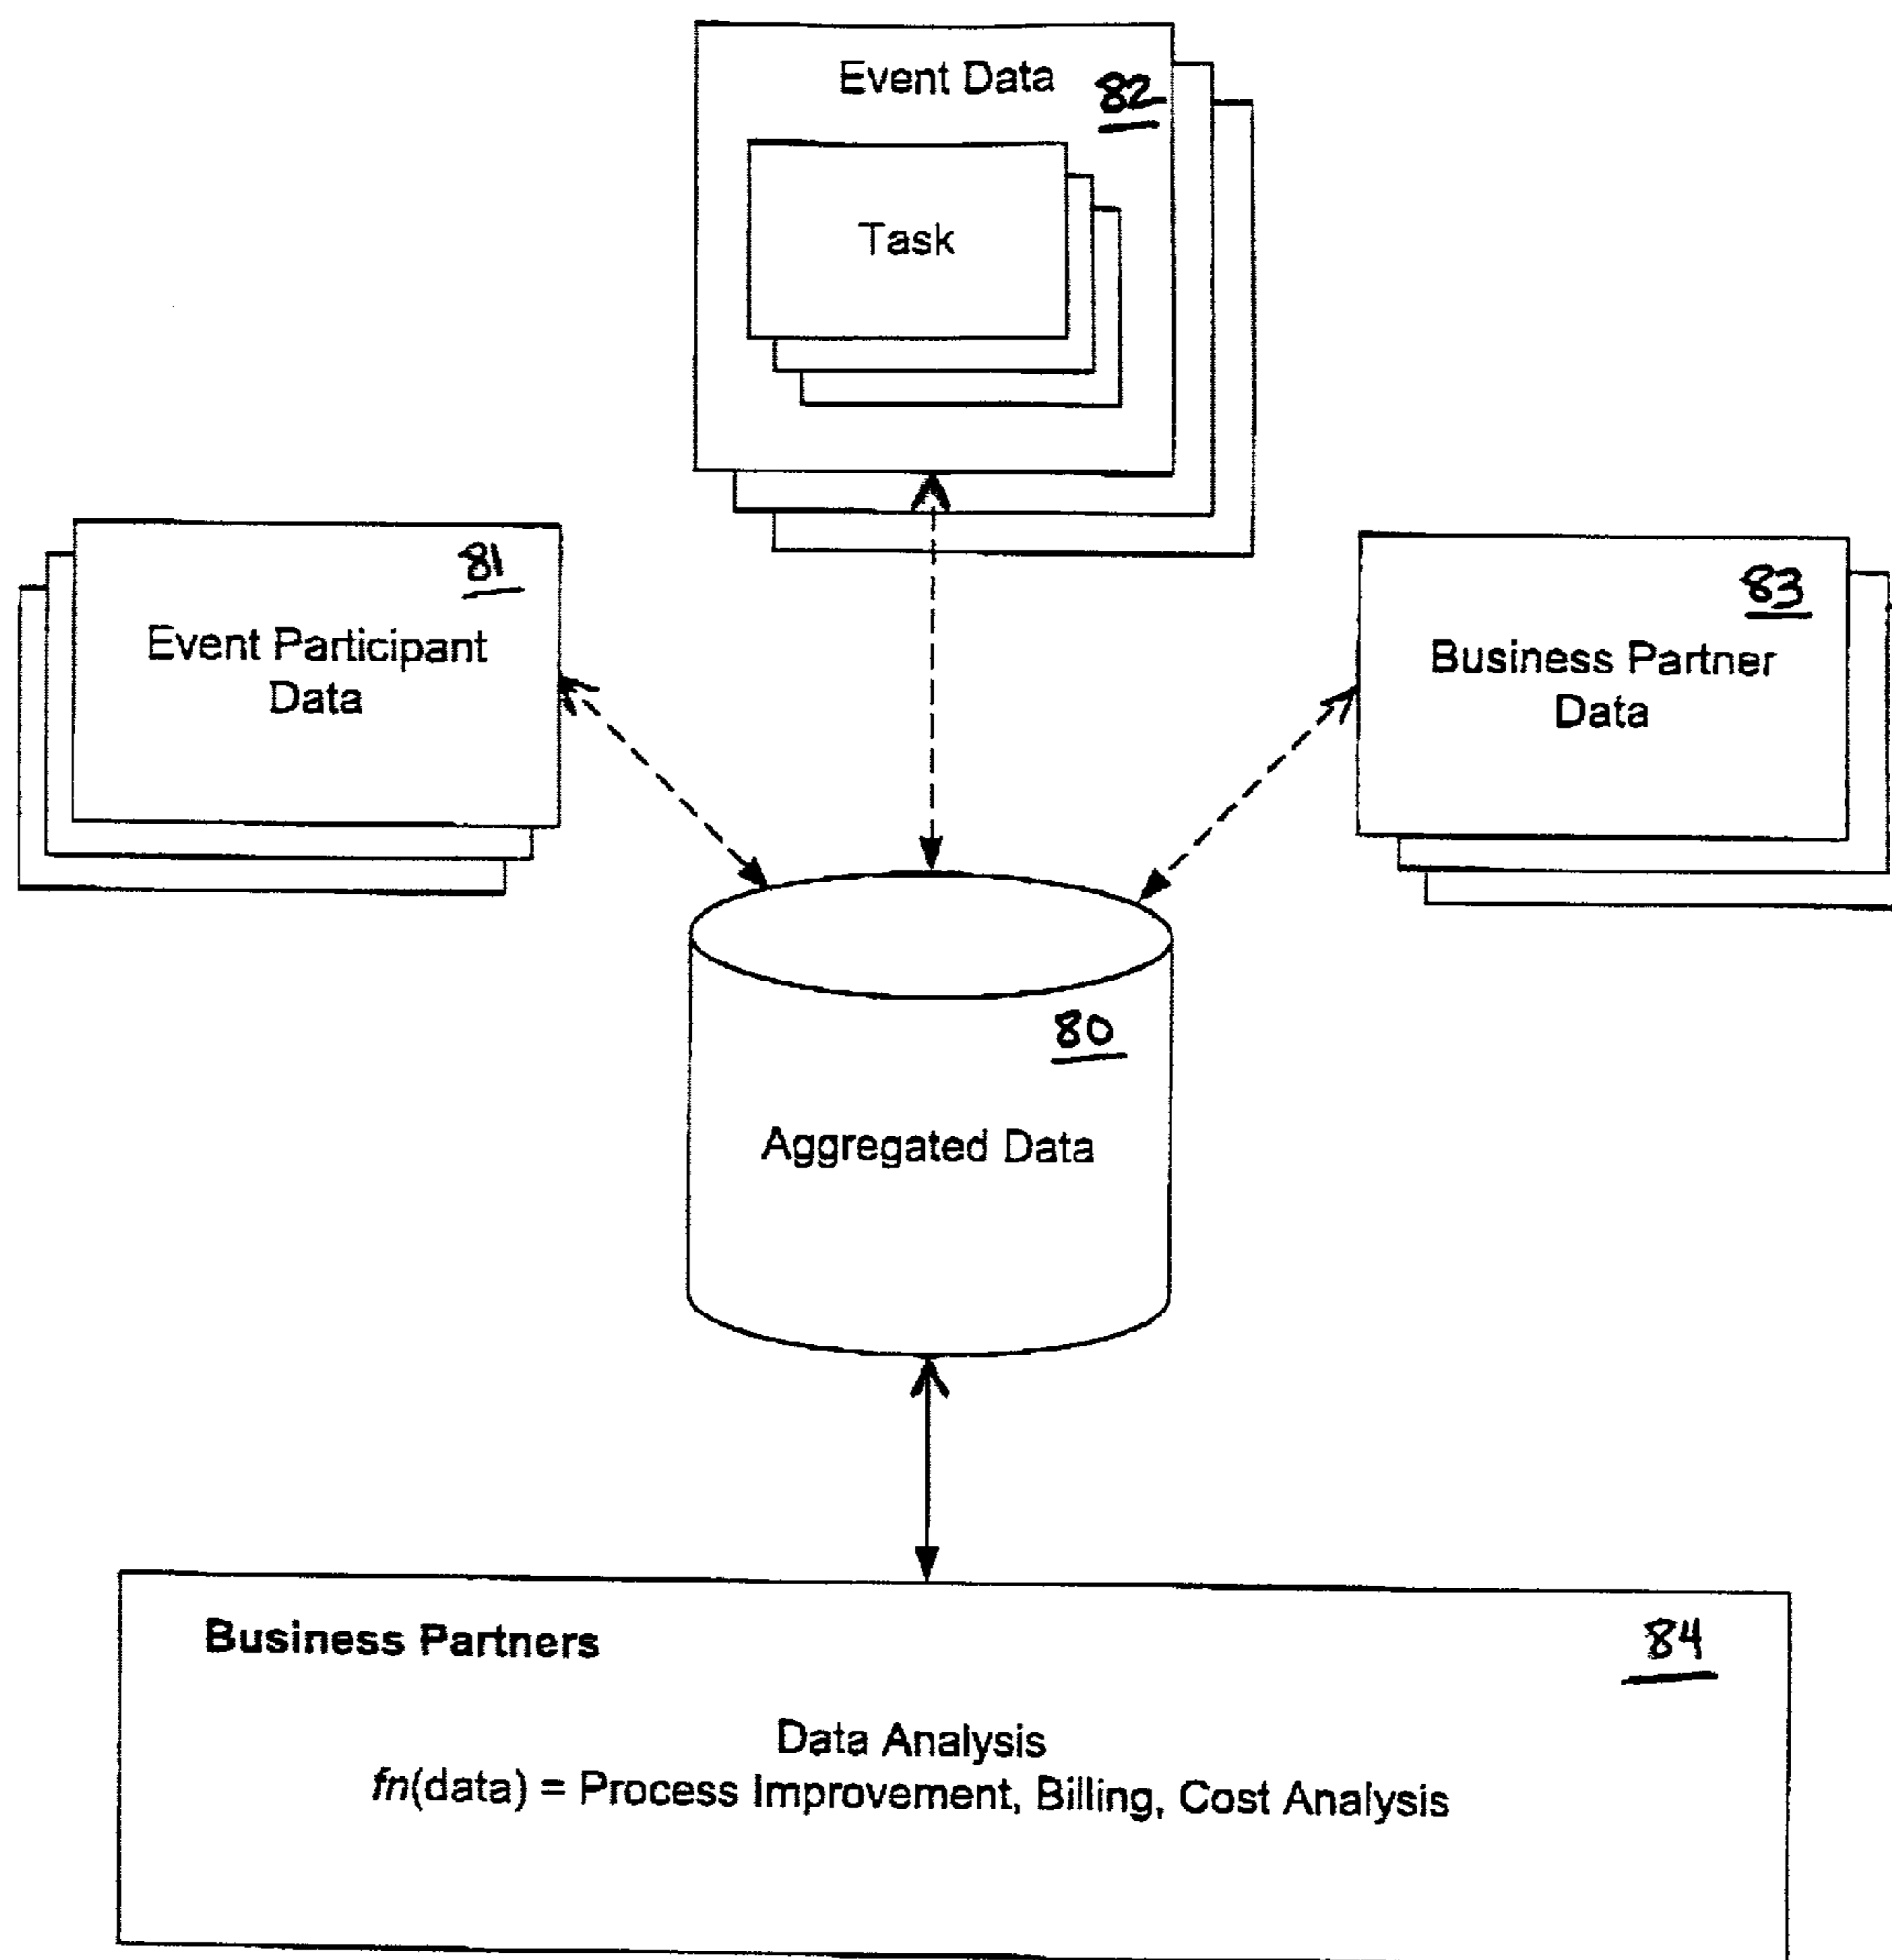 Event Data
82
Task
81
Event Participant
Data
83
Business Partner
Data
80
Aggregated Data
Business Partners
84
Data Analysis
fn(data) = Process Improvement, Billing, Cost Analysis